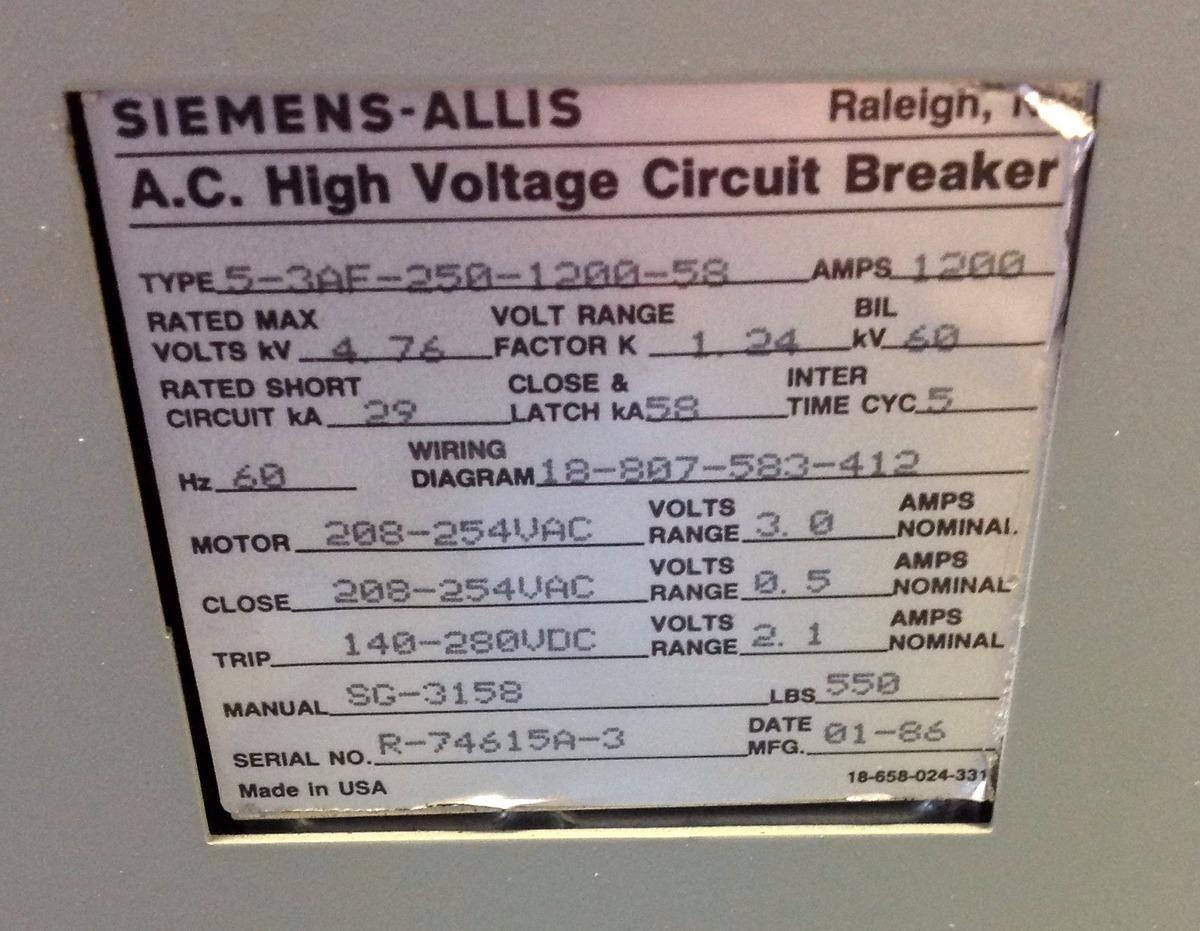 SIEMENS-ALLIS Raleigh,
A.C. High Voltage Circuit Breaker
TYPE 5-3AF-250-1200-58 AMPS 1200
RATED MAX VOLT RANGE BIL
VOLTS kV 4.76 FACTOR K 1.24 kV 60
RATED SHORT CLOSE & INTER
CIRCUIT kA 29 LATCH kA 58 TIME CYC 5
WIRING
Hz 60 DIAGRAM 18-807-583-412
VOLTS AMPS
MOTOR 208-254VAC RANGE 3.0 NOMINAL
VOLTS AMPS
CLOSE 208-254VAC RANGE 0.5 NOMINAL
VOLTS AMPS
TRIP 140-280VDC RANGE 2.1 NOMINAL
MANUAL SG-3158 LBS 550
DATE
SERIAL NO. R-74615A-3 MFG. 01-86
Made in USA 18-658-024-331